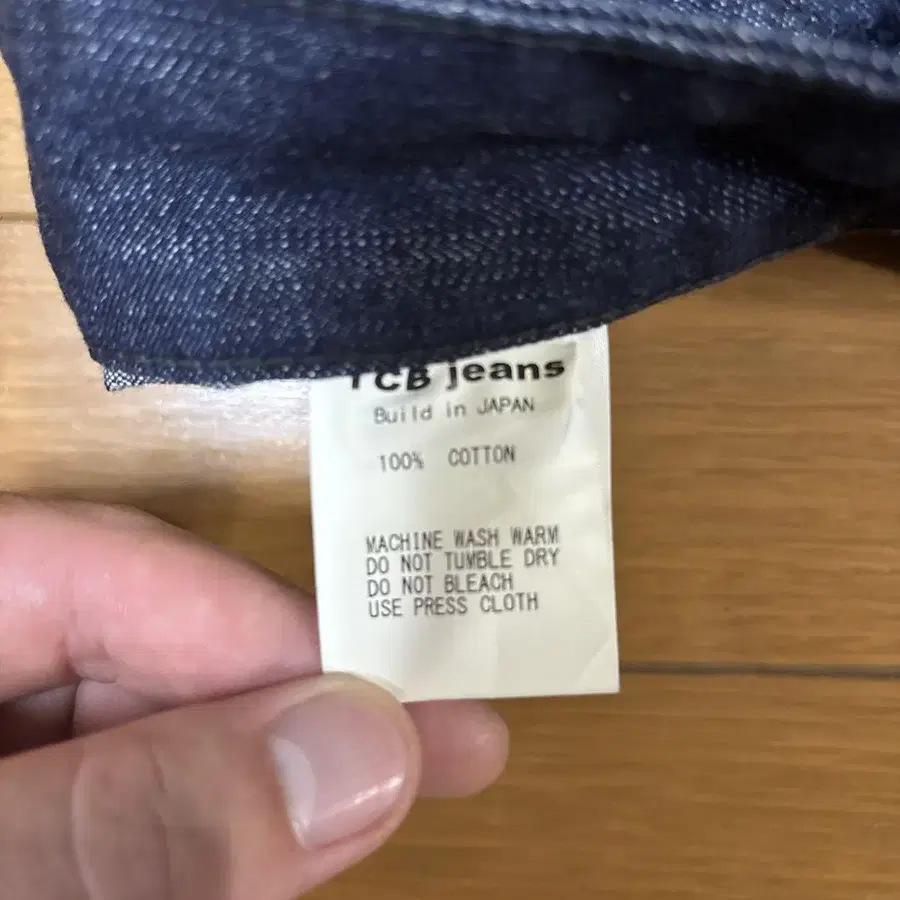 TCB jeans
Build in JAPAN
100% COTTON
MACHINE WASH WARM
DO NOT TUMBLE DRY
DO NOT BLEACH
USE PRESS CLOTH